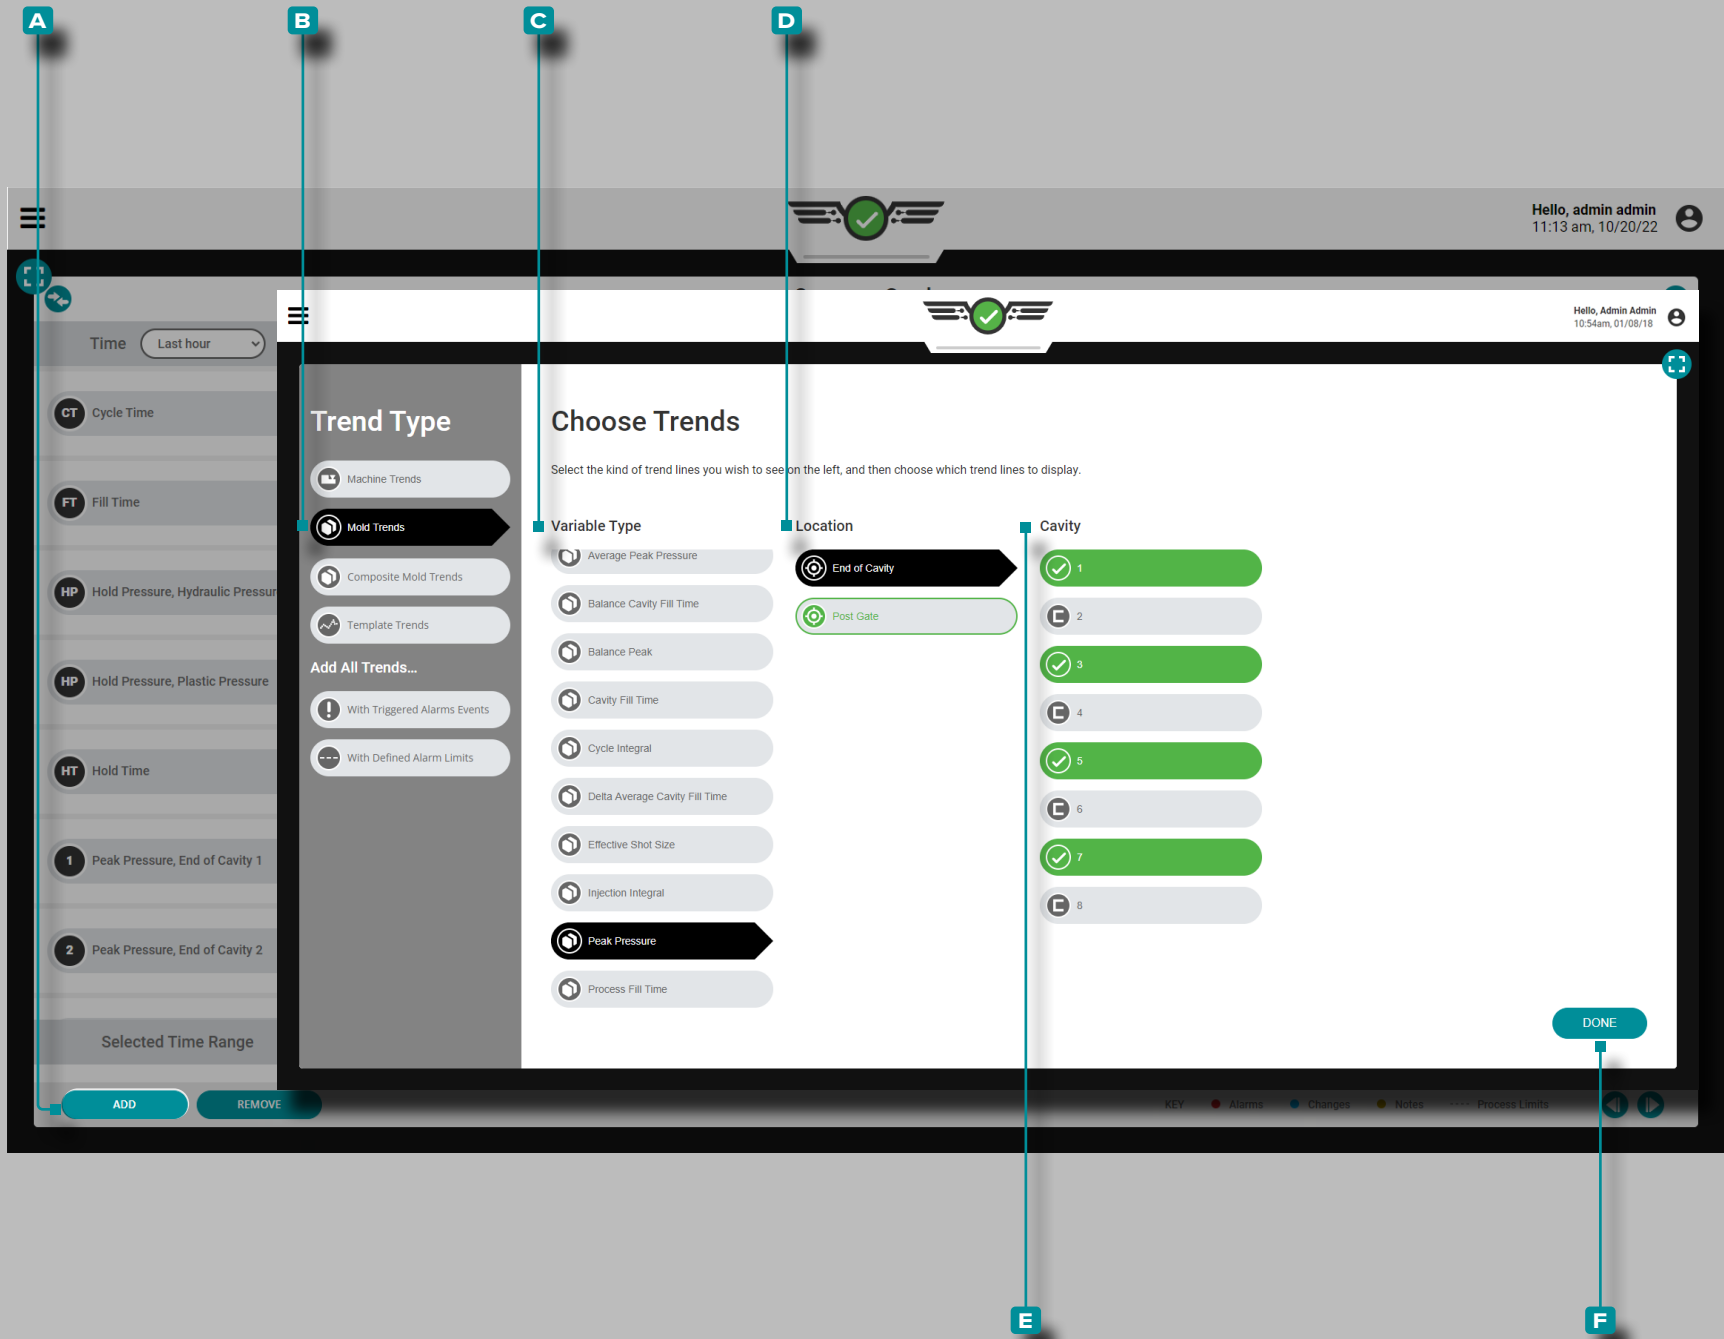 A
B
C
D
Hello, admin admin
11:13 am, 10/20/22
Hello, Admin Admin
10:54am, 01/08/18
Time
Last hour
CT
Cycle Time
FT
Fill Time
HP
Hold Pressure, Hydraulic Pressur
HP
Hold Pressure, Plastic Pressure
HT
Hold Time
1
Peak Pressure, End of Cavity 1
2
Peak Pressure, End of Cavity 2
Selected Time Range
ADD
REMOVE
Trend Type
Machine Trends
Mold Trends
Composite Mold Trends
Template Trends
Add All Trends...
With Triggered Alarms Events
With Defined Alarm Limits
Choose Trends
Select the kind of trend lines you wish to see on the left, and then choose which trend lines to display.
Variable Type
Average Peak Pressure
Balance Cavity Fill Time
Balance Peak
Cavity Fill Time
Cycle Integral
Delta Average Cavity Fill Time
Effective Shot Size
Injection Integral
Peak Pressure
Process Fill Time
Location
End of Cavity
Post Gate
Cavity
1
2
3
4
5
6
7
8
DONE
KEY
Alarms
Changes
Notes
Process Limits
E
F